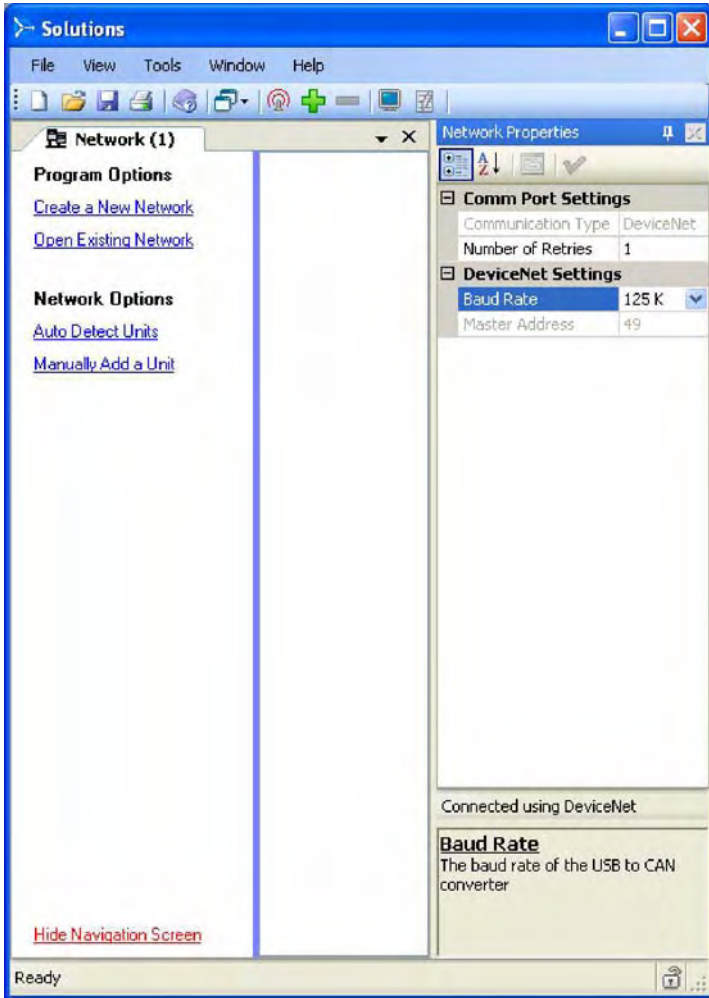 Solutions
File View Tools Window Help
Network (1)
Program Options
Create a New Network
Open Existing Network
Network Options
Auto Detect Units
Manually Add a Unit
Hide Navigation Screen
Network Properties
Comm Port Settings
Communication Type DeviceNet
Number of Retries 1
DeviceNet Settings
Baud Rate 125 K
Master Address 49
Connected using DeviceNet
Baud Rate
The baud rate of the USB to CAN
converter
Ready